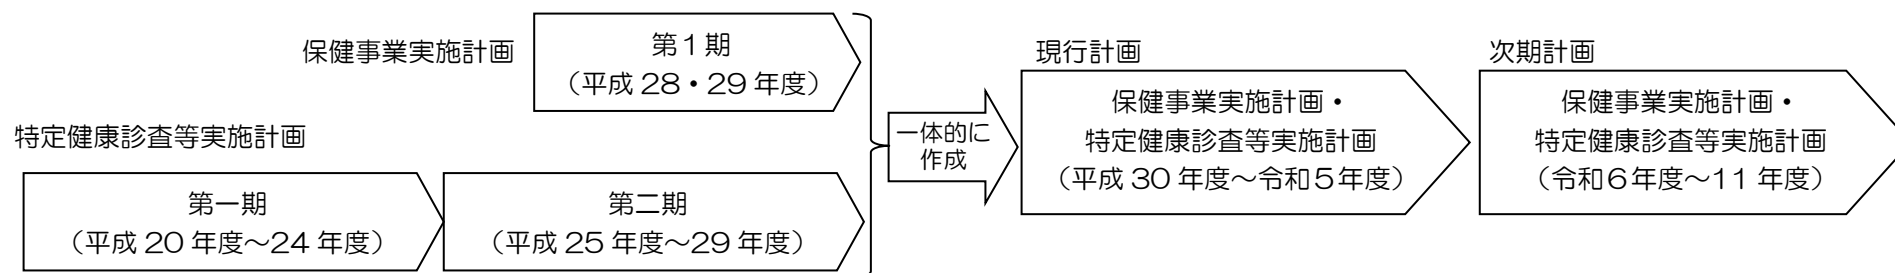 保健事業実施計画
第１期
（平成 28・29 年度）
特定健康診査等実施計画
第一期
（平成 20 年度～24 年度）
第二期
（平成 25 年度～29 年度）
一体的に
作成
現行計画
保健事業実施計画・
特定健康診査等実施計画
（平成 30 年度～令和５年度）
次期計画
保健事業実施計画・
特定健康診査等実施計画
（令和６年度～11 年度）